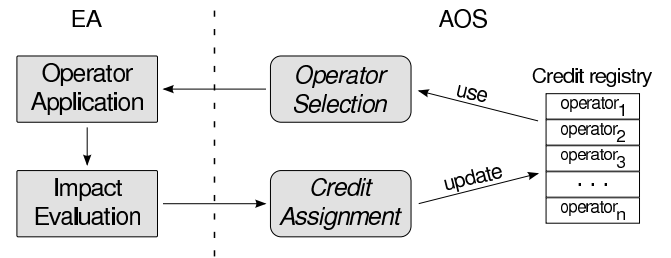 EA
AOS
Operator
Application
Operator
Selection
use
Credit registry
operator1
operator2
operator3
. . .
operatorn
Impact
Evaluation
Credit
Assignment
update